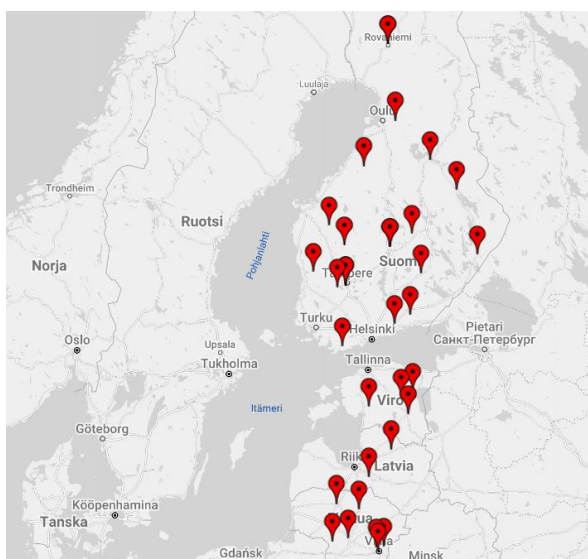 Rovaniemi
Luulaja
Oulu
Trondheim
Ruotsi
Pohjanlahti
Norja
Suomi
Turku
Helsinki
Pietari
Санкт-Петербург
Oslo
Upsala
Tukholma
Tallinna
Viro
Itämeri
Göteborg
Latvia
Kööpenhamina
Tanska
Gdańsk
Minsk